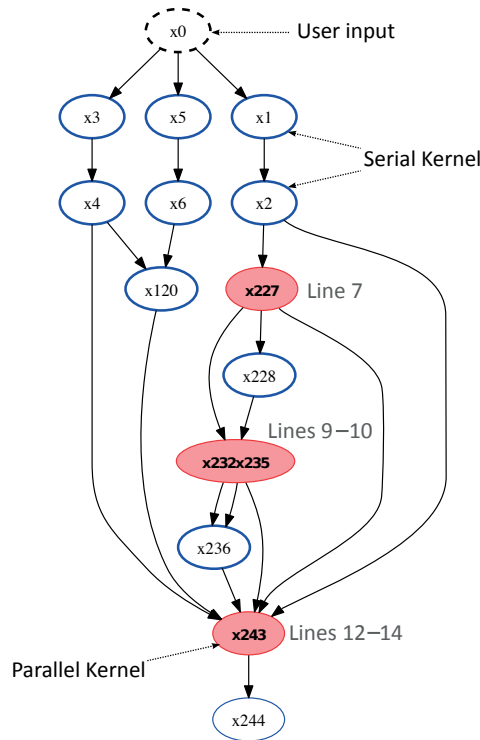 x0
User input
x3
x5
x1
Serial Kernel
x4
x6
x2
x120
x227
Line 7
x228
Lines 9–10
x232x235
x236
x243
Lines 12–14
Parallel Kernel
x244